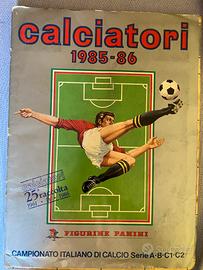 calciatori
1985-86
25ª raccolta
FIGURINE PANINI
CAMPIONATO ITALIANO DI CALCIO Serie A-B-C1-C2